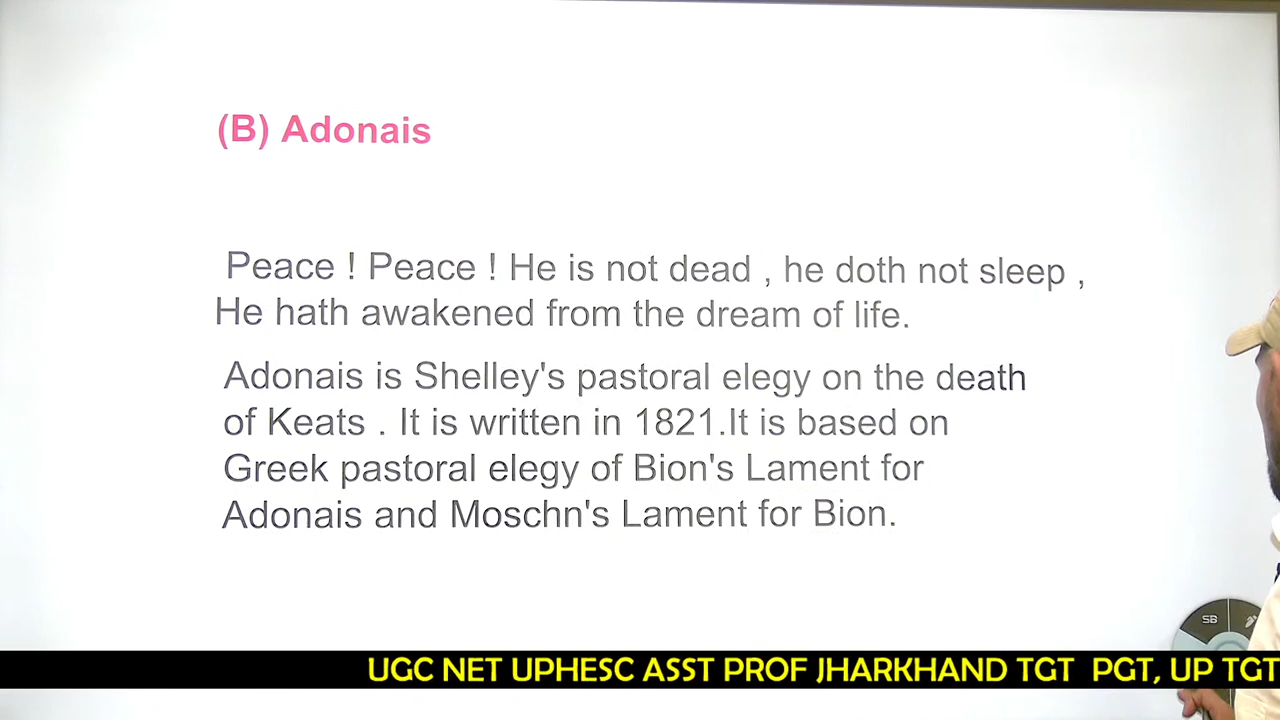 (B) Adonais
Peace ! Peace ! He is not dead , he doth not sleep ,
He hath awakened from the dream of life.
Adonais is Shelley's pastoral elegy on the death
of Keats . It is written in 1821.It is based on
Greek pastoral elegy of Bion's Lament for
Adonais and Moschn's Lament for Bion.
SB
UGC NET UPHESC ASST PROF JHARKHAND TGT PGT, UP TGT